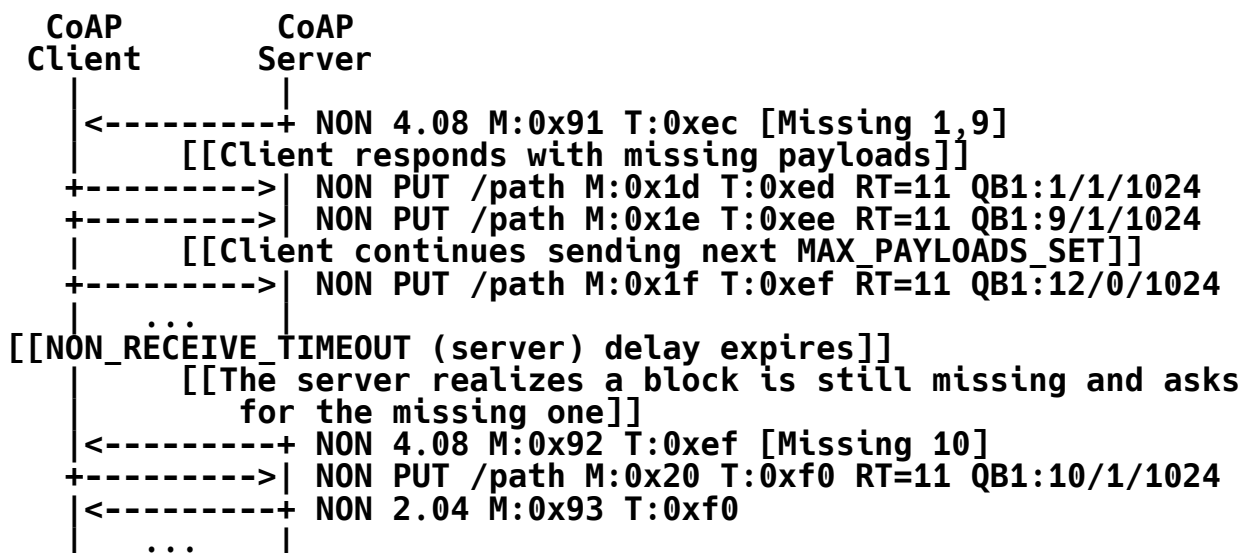 CoAP        CoAP
Client      Server
|          |
|<---------+ NON 4.08 M:0x91 T:0xec [Missing 1,9]
|     [[Client responds with missing payloads]]
+--------->| NON PUT /path M:0x1d T:0xed RT=11 QB1:1/1/1024
+--------->| NON PUT /path M:0x1e T:0xee RT=11 QB1:9/1/1024
|     [[Client continues sending next MAX_PAYLOADS_SET]]
+--------->| NON PUT /path M:0x1f T:0xef RT=11 QB1:12/0/1024
|   ...    |
[[NON_RECEIVE_TIMEOUT (server) delay expires]]
|     [[The server realizes a block is still missing and asks
|        for the missing one]]
|<---------+ NON 4.08 M:0x92 T:0xef [Missing 10]
+--------->| NON PUT /path M:0x20 T:0xf0 RT=11 QB1:10/1/1024
|<---------+ NON 2.04 M:0x93 T:0xf0
|   ...    |